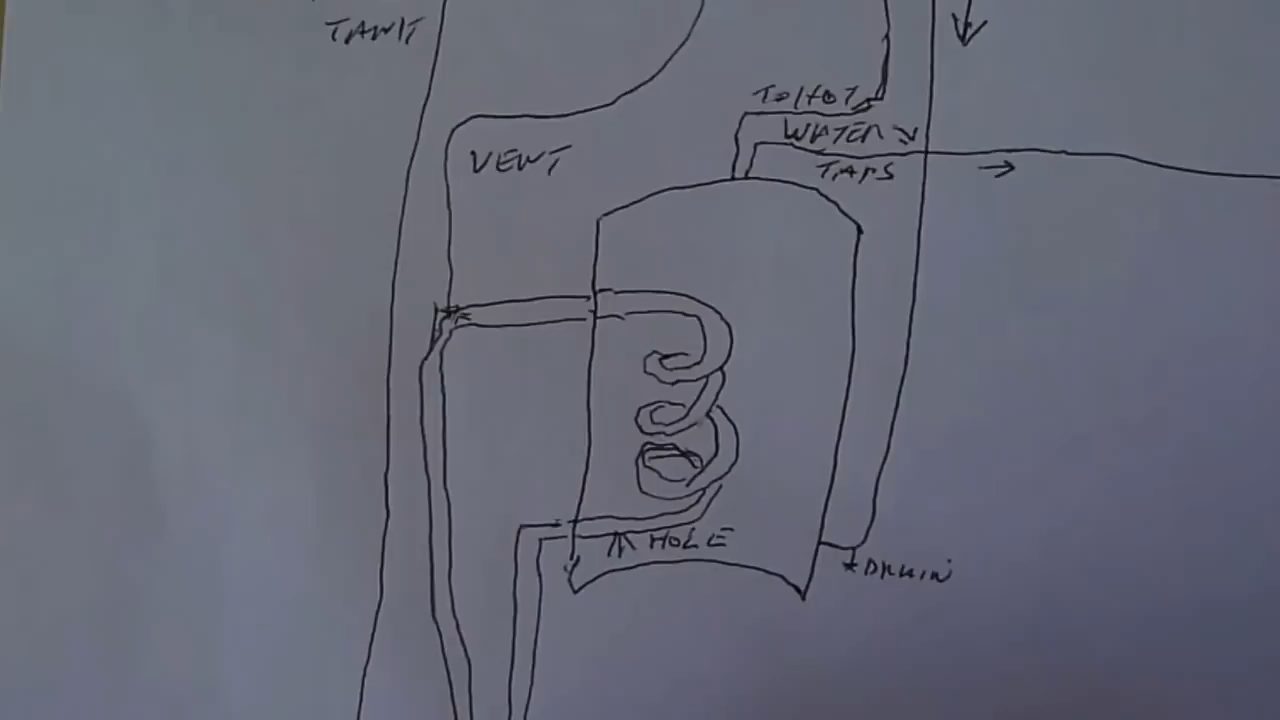 TANK
TO HOT
WATER
TAPS
VENT
HOLE
DRAIN